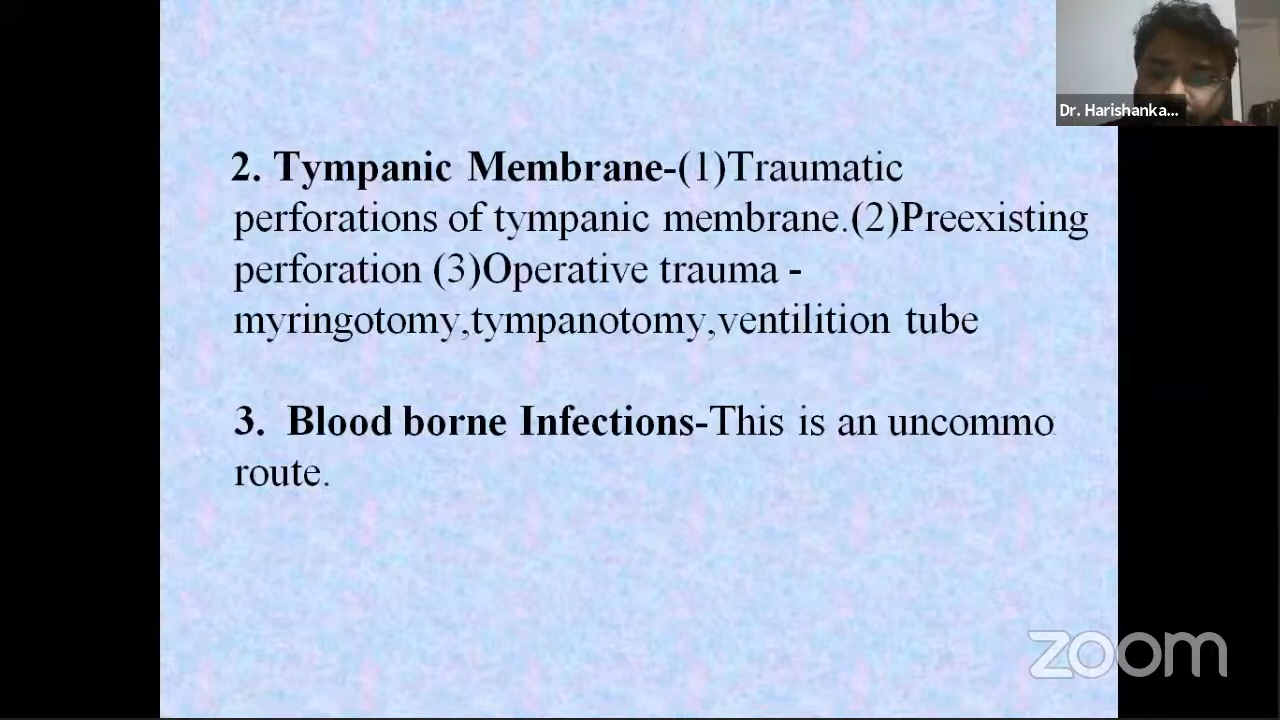 Dr. Harishanka...
2. Tympanic Membrane-(1)Traumatic
perforations of tympanic membrane.(2)Preexisting
perforation (3)Operative trauma -
myringotomy,tympanotomy,ventilition tube
3. Blood borne Infections-This is an uncommo
route.
zoom